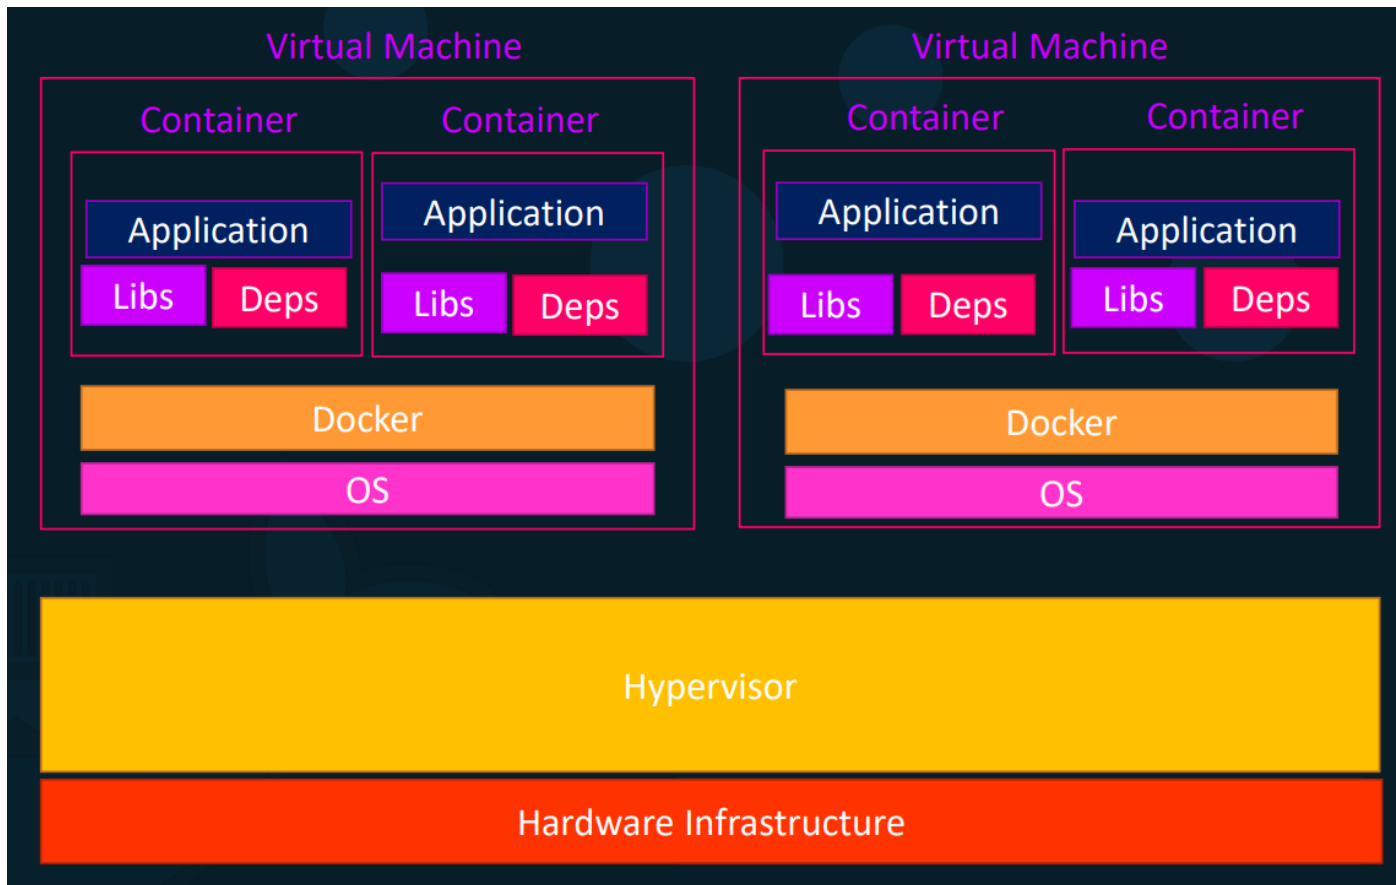 Virtual Machine
Container
Container
Application
Libs
Deps
Application
Libs
Deps
Docker
OS
Virtual Machine
Container
Container
Application
Libs
Deps
Application
Libs
Deps
Docker
OS
Hypervisor
Hardware Infrastructure